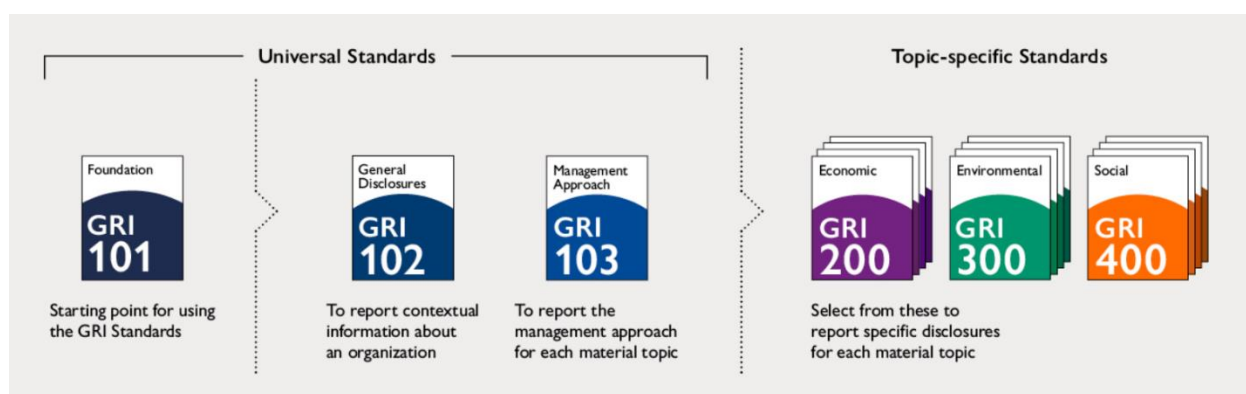 Universal Standards
Topic-specific Standards
Foundation
GRI
101
Starting point for using
the GRI Standards
General
Disclosures
GRI
102
To report contextual
information about
an organization
Management
Approach
GRI
103
To report the
management approach
for each material topic
Economic
GRI
200
Environmental
GRI
300
Social
GRI
400
Select from these to
report specific disclosures
for each material topic